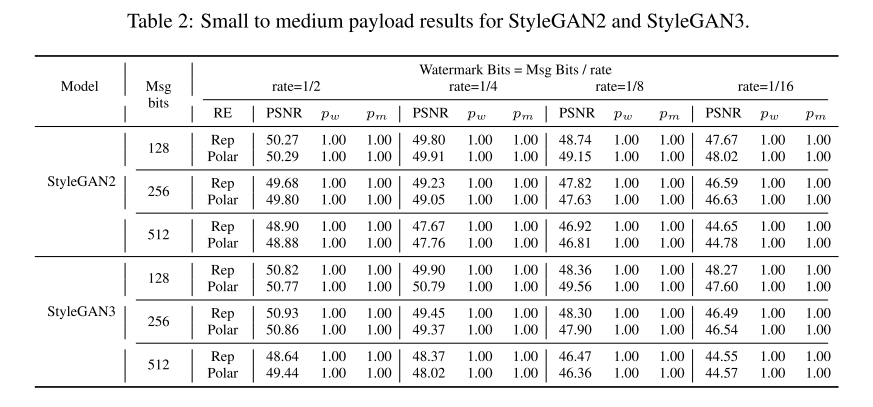 Table 2: Small to medium payload results for StyleGAN2 and StyleGAN3.
Watermark Bits = Msg Bits / rate
Model Msg bits rate=1/2 rate=1/4 rate=1/8 rate=1/16
RE PSNR p_w p_m PSNR p_w p_m PSNR p_w p_m PSNR p_w p_m
StyleGAN2
128
Rep 50.27 1.00 1.00 49.80 1.00 1.00 48.74 1.00 1.00 47.67 1.00 1.00
Polar 50.29 1.00 1.00 49.91 1.00 1.00 49.15 1.00 1.00 48.02 1.00 1.00
256
Rep 49.68 1.00 1.00 49.23 1.00 1.00 47.82 1.00 1.00 46.59 1.00 1.00
Polar 49.80 1.00 1.00 49.05 1.00 1.00 47.63 1.00 1.00 46.63 1.00 1.00
512
Rep 48.90 1.00 1.00 47.67 1.00 1.00 46.92 1.00 1.00 44.65 1.00 1.00
Polar 48.88 1.00 1.00 47.76 1.00 1.00 46.81 1.00 1.00 44.78 1.00 1.00
StyleGAN3
128
Rep 50.82 1.00 1.00 49.90 1.00 1.00 48.36 1.00 1.00 48.27 1.00 1.00
Polar 50.77 1.00 1.00 50.79 1.00 1.00 49.56 1.00 1.00 47.60 1.00 1.00
256
Rep 50.93 1.00 1.00 49.45 1.00 1.00 48.30 1.00 1.00 46.49 1.00 1.00
Polar 50.86 1.00 1.00 49.37 1.00 1.00 47.90 1.00 1.00 46.54 1.00 1.00
512
Rep 48.64 1.00 1.00 48.37 1.00 1.00 46.47 1.00 1.00 44.55 1.00 1.00
Polar 49.44 1.00 1.00 48.02 1.00 1.00 46.36 1.00 1.00 44.57 1.00 1.00